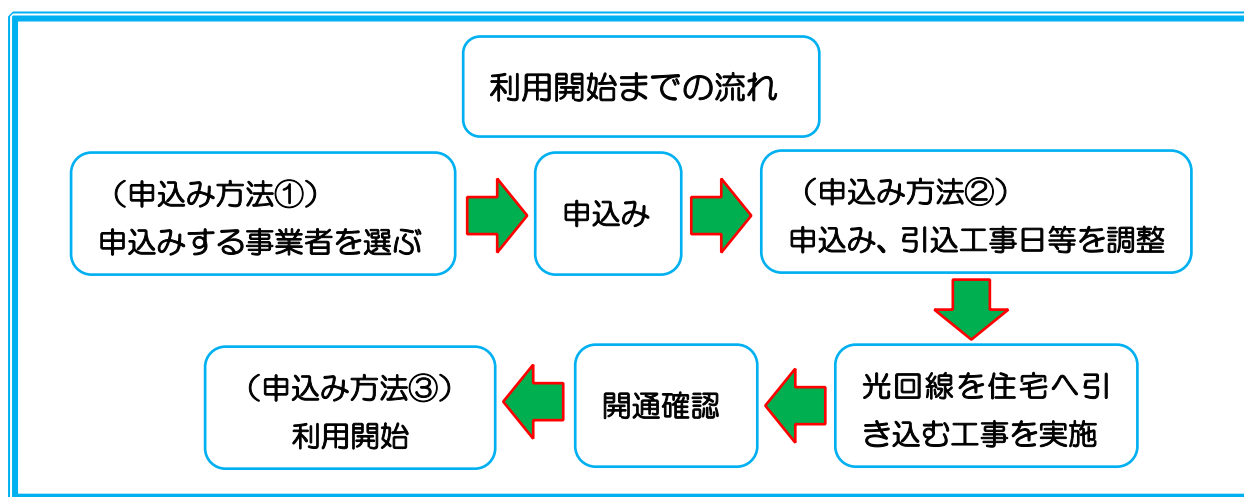 利用開始までの流れ
（申込み方法①）
申込みする事業者を選ぶ
申込み
（申込み方法②）
申込み、引込工事日等を調整
光回線を住宅へ引
き込む工事を実施
開通確認
（申込み方法③）
利用開始